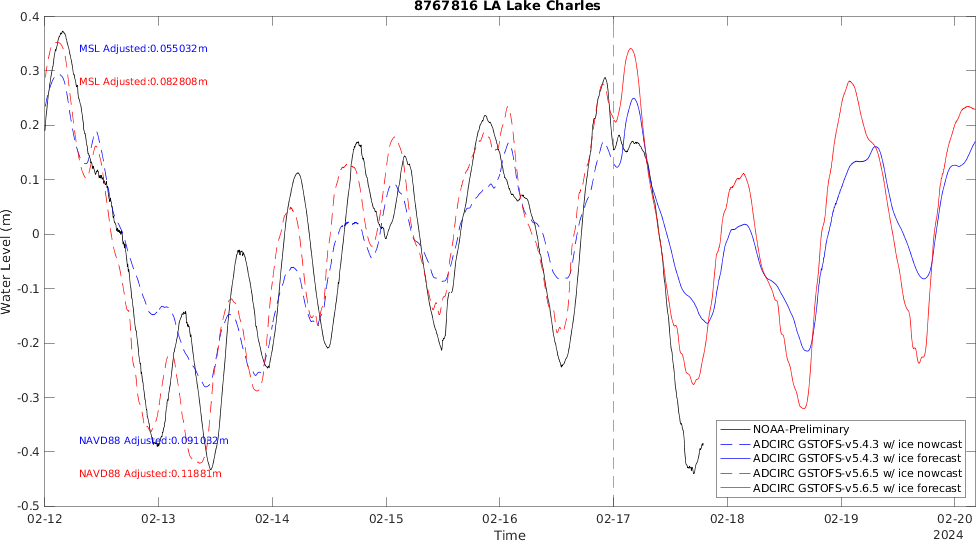 8767816 LA Lake Charles
0.4
0.3
0.2
0.1
0
-0.1
-0.2
-0.3
-0.4
-0.5
Water Level (m)
MSL Adjusted:0.055032m
MSL Adjusted:0.082808m
NAVD88 Adjusted:0.091032m
NAVD88 Adjusted:0.11881m
NOAA-Preliminary
ADCIRC GSTOFS-v5.4.3 w/ ice nowcast
ADCIRC GSTOFS-v5.4.3 w/ ice forecast
ADCIRC GSTOFS-v5.6.5 w/ ice nowcast
ADCIRC GSTOFS-v5.6.5 w/ ice forecast
02-12 02-13 02-14 02-15 02-16 02-17 02-18 02-19 02-20
Time
2024